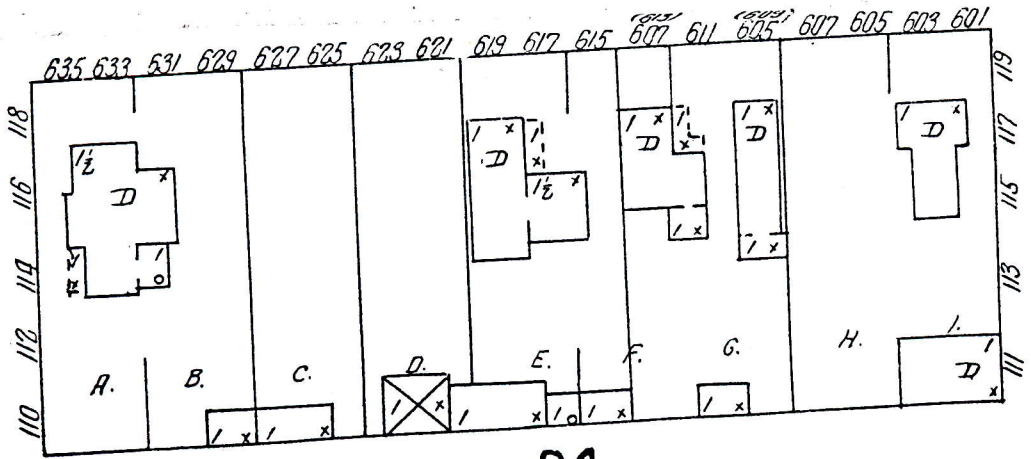 (613) (609)
635 633 531 629 627 625 623 621 619 617 615 607 611 605 607 605 603 601
118 116 114 112 110
119 117 115 113 111
1½ D x
1 o
1 x D
1 x
1½ x
1 x D
1 x
1 x
1 x D
1 x
1 x D
A. B. C. D. E. F. G. H. I.
1 x
1 x
1 x
1 x
1 o
1 x
1 x
1 D x